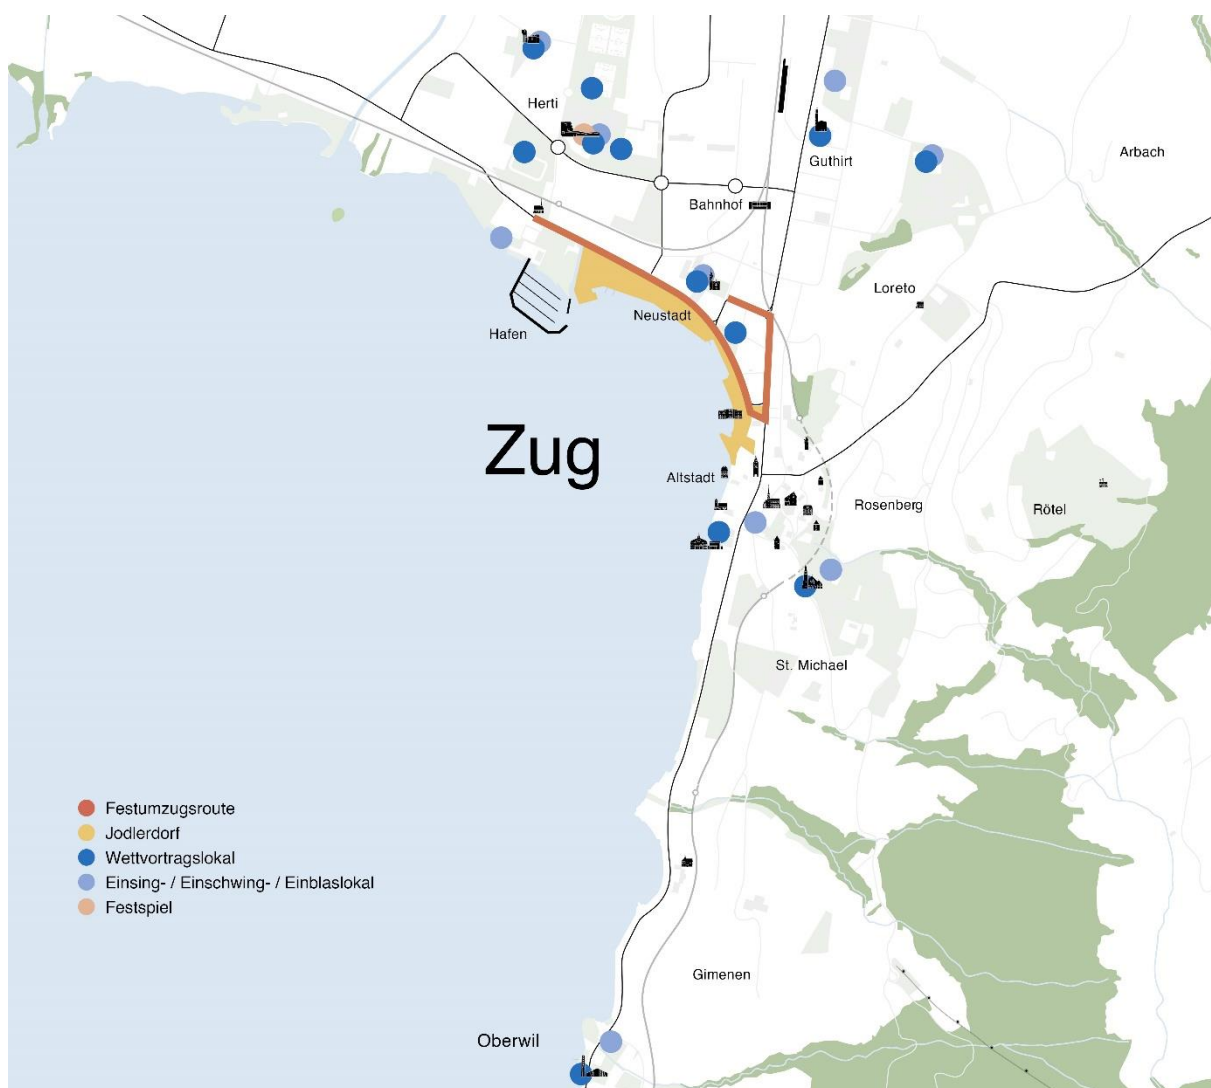 Herti
Arbach
Guthirt
Bahnhof
Loreto
Neustadt
Hafen
Zug
Altstadt
Rosenberg
Rötel
St. Michael
Festumzugsroute
Jodlerdorf
Wettvortragslokal
Einsing- / Einschwing- / Einblaslokal
Festspiel
Gimenen
Oberwil